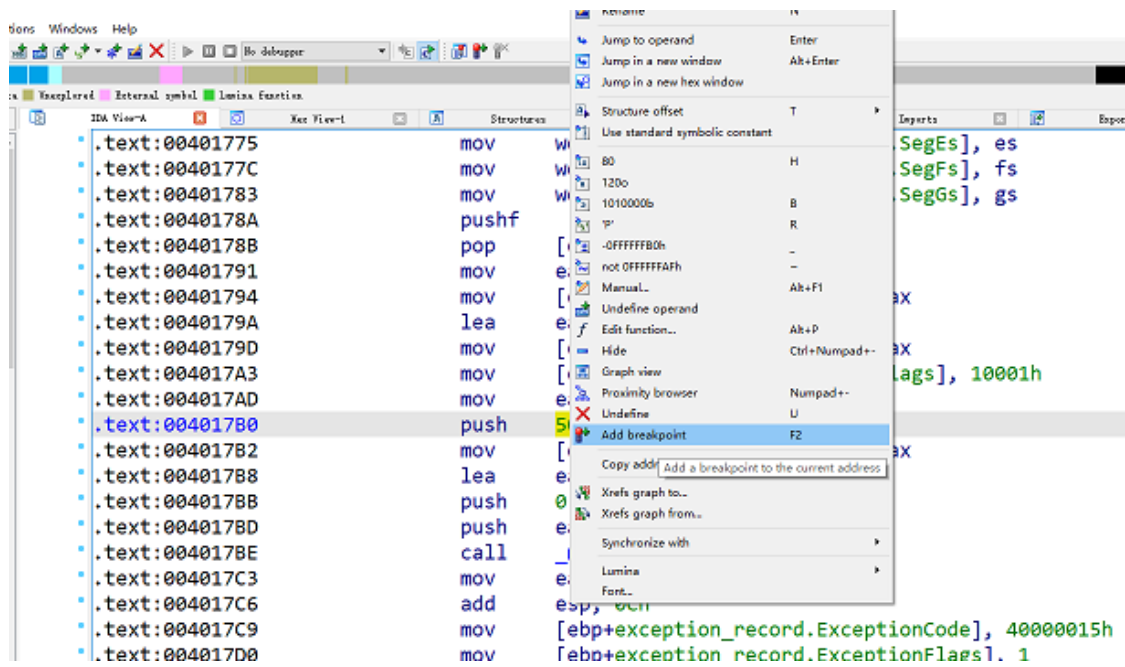 tions Windows Help
No debugger
Unexplored External symbol Lumina function
IDA View-A Hex View-1 Structures Imports Expor
.text:00401775 mov .SegEs], es
.text:0040177C mov .SegFs], fs
.text:00401783 mov .SegGs], gs
.text:0040178A pushf
.text:0040178B pop [
.text:00401791 mov
.text:00401794 mov [ ax
.text:0040179A lea
.text:0040179D mov [ ax
.text:004017A3 mov [ lags], 10001h
.text:004017AD mov
.text:004017B0 push 5
.text:004017B2 mov [ ax
.text:004017B8 lea
.text:004017BB push 0
.text:004017BD push
.text:004017BE call
.text:004017C3 mov
.text:004017C6 add esp, 0Ch
.text:004017C9 mov [ebp+exception_record.ExceptionCode], 40000015h
.text:004017D0 mov [ebp+exception_record.ExceptionFlags], 1
Rename N
Jump to operand Enter
Jump in a new window Alt+Enter
Jump in a new hex window
Structure offset T
Use standard symbolic constant
80 H
120o
1010000b B
'P' R
-0FFFFFFB0h _
not 0FFFFFFAFh ~
Manual... Alt+F1
Undefine operand
Edit function... Alt+P
Hide Ctrl+Numpad+-
Graph view
Proximity browser Numpad+-
Undefine U
Add breakpoint F2
Copy addr
Add a breakpoint to the current address
Xrefs graph to...
Xrefs graph from...
Synchronize with
Lumina
Font...